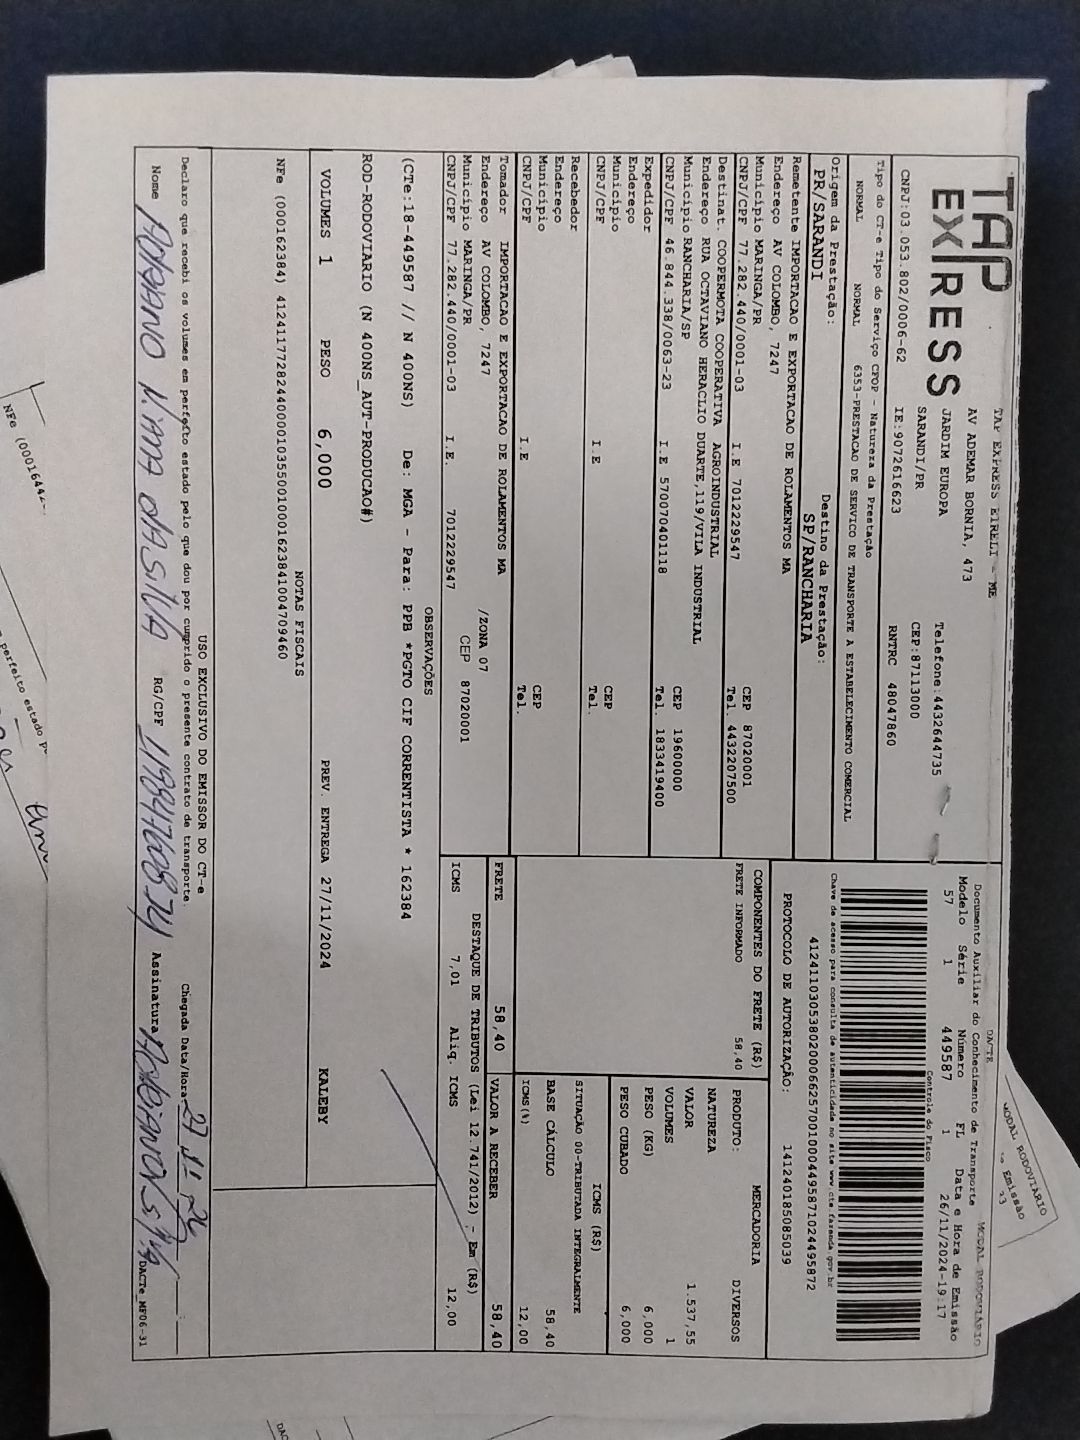 TAP EXPRESS
TAP EXPRESS EIRELI - ME
AV ADEMAR BORNIA, 473
JARDIM EUROPA
SARANDI/PR
Telefone:4432644735
CEP:87113000
CNPJ:03.053.802/0006-62 IE:9072616623 RNTRC 48047860
Tipo do CT-e Tipo do Serviço CFOP - Natureza da Prestação
NORMAL NORMAL 6353-PRESTACAO DE SERVICO DE TRANSPORTE A ESTABELECIMENTO COMERCIAL
Origem da Prestação: Destino da Prestação:
PR/SARANDI SP/RANCHARIA
DACTE
Documento Auxiliar do Conhecimento de Transporte
MODAL RODOVIÁRIO
Modelo Série Número FL Data e Hora de Emissão
57 1 449587 1 26/11/2024-19:17
Controle do Fisco
Chave de acesso para consulta de autenticidade no site www.cte.fazenda.gov.br
41241103053802000662570010004495871024495872
PROTOCOLO DE AUTORIZAÇÃO: 141240185085039
Remetente IMPORTACAO E EXPORTACAO DE ROLAMENTOS MA
Endereço AV COLOMBO, 7247
Município MARINGA/PR CEP 87020001
CNPJ/CPF 77.282.440/0001-03 I.E 7012229547 Tel. 4432207500
Destinat. COOPERMOTA COOPERATIVA AGROINDUSTRIAL
Endereço RUA OCTAVIANO HERACLIO DUARTE,119/VILA INDUSTRIAL
Município RANCHARIA/SP CEP 19600000
CNPJ/CPF 46.844.338/0063-23 I.E 570070401118 Tel. 1833419400
Expedidor
Endereço
Município CEP
CNPJ/CPF I.E Tel.
Recebedor
Endereço
Município CEP
CNPJ/CPF I.E Tel.
Tomador IMPORTACAO E EXPORTACAO DE ROLAMENTOS MA
Endereço AV COLOMBO, 7247 /ZONA 07
Município MARINGA/PR CEP 87020001
CNPJ/CPF 77.282.440/0001-03 I.E. 7012229547
COMPONENTES DO FRETE (R$)
FRETE INFORMADO 58,40
MERCADORIA
PRODUTO: DIVERSOS
NATUREZA
VALOR 1.537,55
VOLUMES 1
PESO (KG) 6,000
PESO CUBADO 6,000
ICMS (R$)
SITUAÇÃO 00-TRIBUTADA INTEGRALMENTE
BASE CÁLCULO 58,40
ICMS(%) 12,00
FRETE 58,40 VALOR A RECEBER 58,40
DESTAQUE DE TRIBUTOS (Lei 12.741/2012) - Em (R$)
ICMS 7,01 Aliq. ICMS 12,00
OBSERVAÇÕES
(CTe:18-449587 // N 400NS) De: MGA - Para: PPB *PGTO CIF CORRENTISTA * 162384
ROD-RODOVIARIO (N 400NS_AUT-PRODUCAO#)
VOLUMES 1 PESO 6,000 PREV. ENTREGA 27/11/2024 KALEBY
NOTAS FISCAIS
NFe (000162384) 41241177282440000103550010001623841004709460
USO EXCLUSIVO DO EMISSOR DO CT-e
Declaro que recebi os volumes em perfeito estado pelo que dou por cumprido o presente contrato de transporte.
Chegada Data/Hora
Nome ADRIANO N. DA SILVA RG/CPF 41984760874 Assinatura
DACTe_MF06-31
MODAL RODOVIÁRIO
Emissão
perfeito estado